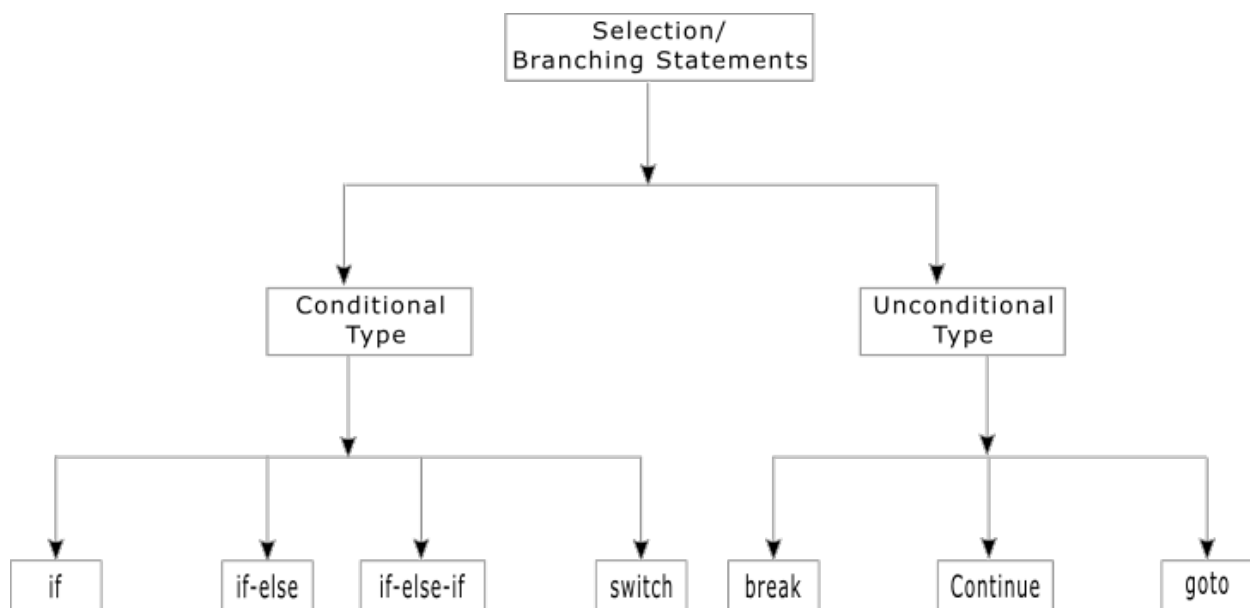 Selection/
Branching Statements
Conditional
Type
Unconditional
Type
if
if-else
if-else-if
switch
break
Continue
goto